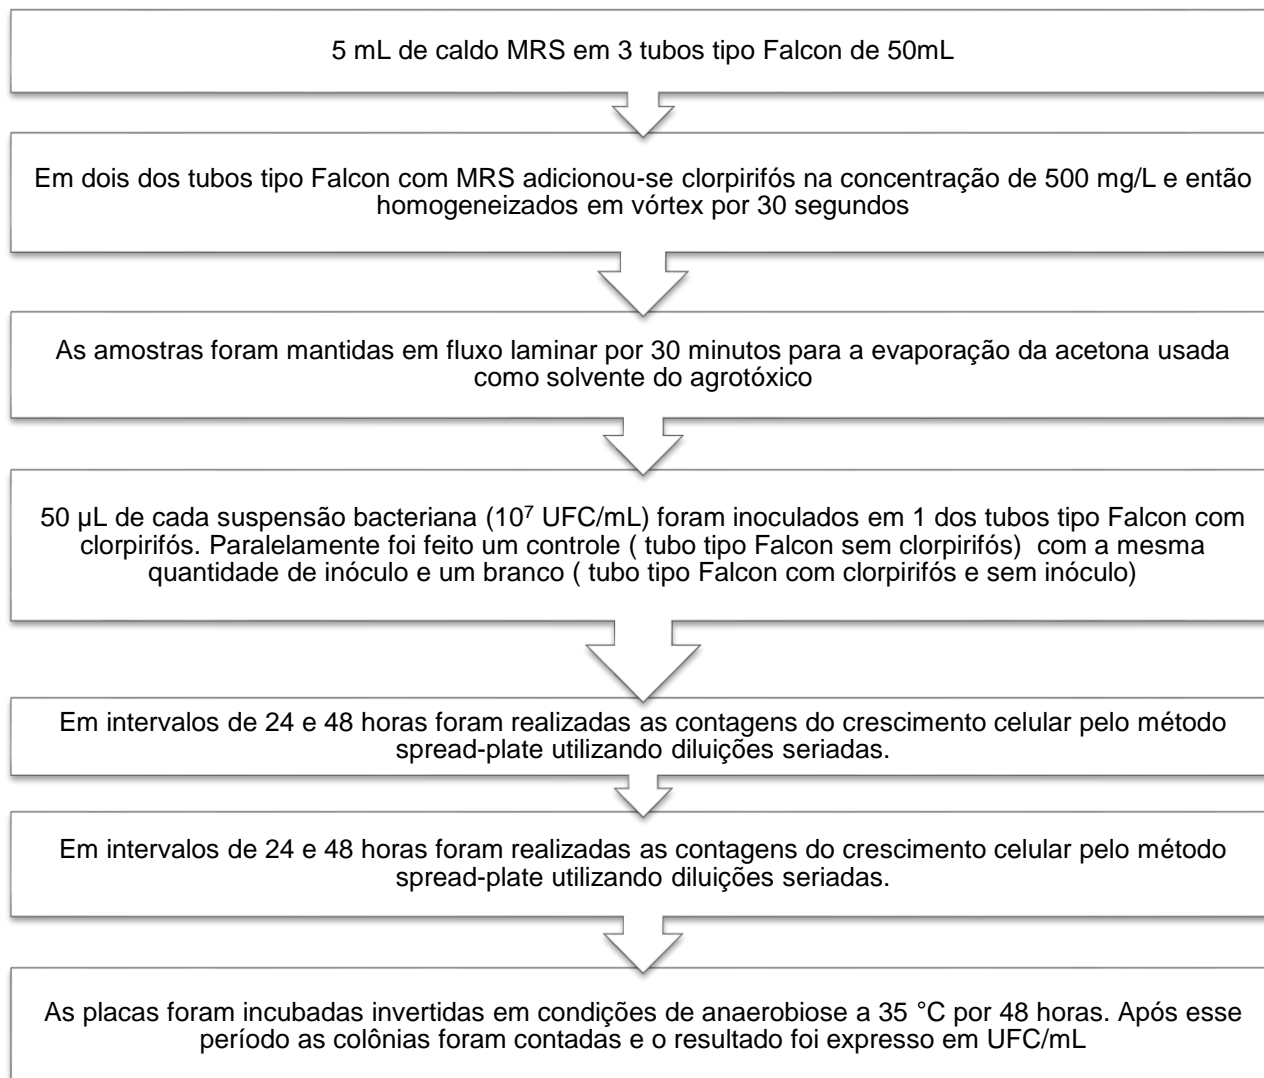 5 mL de caldo MRS em 3 tubos tipo Falcon de 50mL
Em dois dos tubos tipo Falcon com MRS adicionou-se clorpirifós na concentração de 500 mg/L e então
homogeneizados em vórtex por 30 segundos
As amostras foram mantidas em fluxo laminar por 30 minutos para a evaporação da acetona usada
como solvente do agrotóxico
50 µL de cada suspensão bacteriana (10⁷ UFC/mL) foram inoculados em 1 dos tubos tipo Falcon com
clorpirifós. Paralelamente foi feito um controle ( tubo tipo Falcon sem clorpirifós) com a mesma
quantidade de inóculo e um branco ( tubo tipo Falcon com clorpirifós e sem inóculo)
Em intervalos de 24 e 48 horas foram realizadas as contagens do crescimento celular pelo método
spread-plate utilizando diluições seriadas.
Em intervalos de 24 e 48 horas foram realizadas as contagens do crescimento celular pelo método
spread-plate utilizando diluições seriadas.
As placas foram incubadas invertidas em condições de anaerobiose a 35 °C por 48 horas. Após esse
período as colônias foram contadas e o resultado foi expresso em UFC/mL